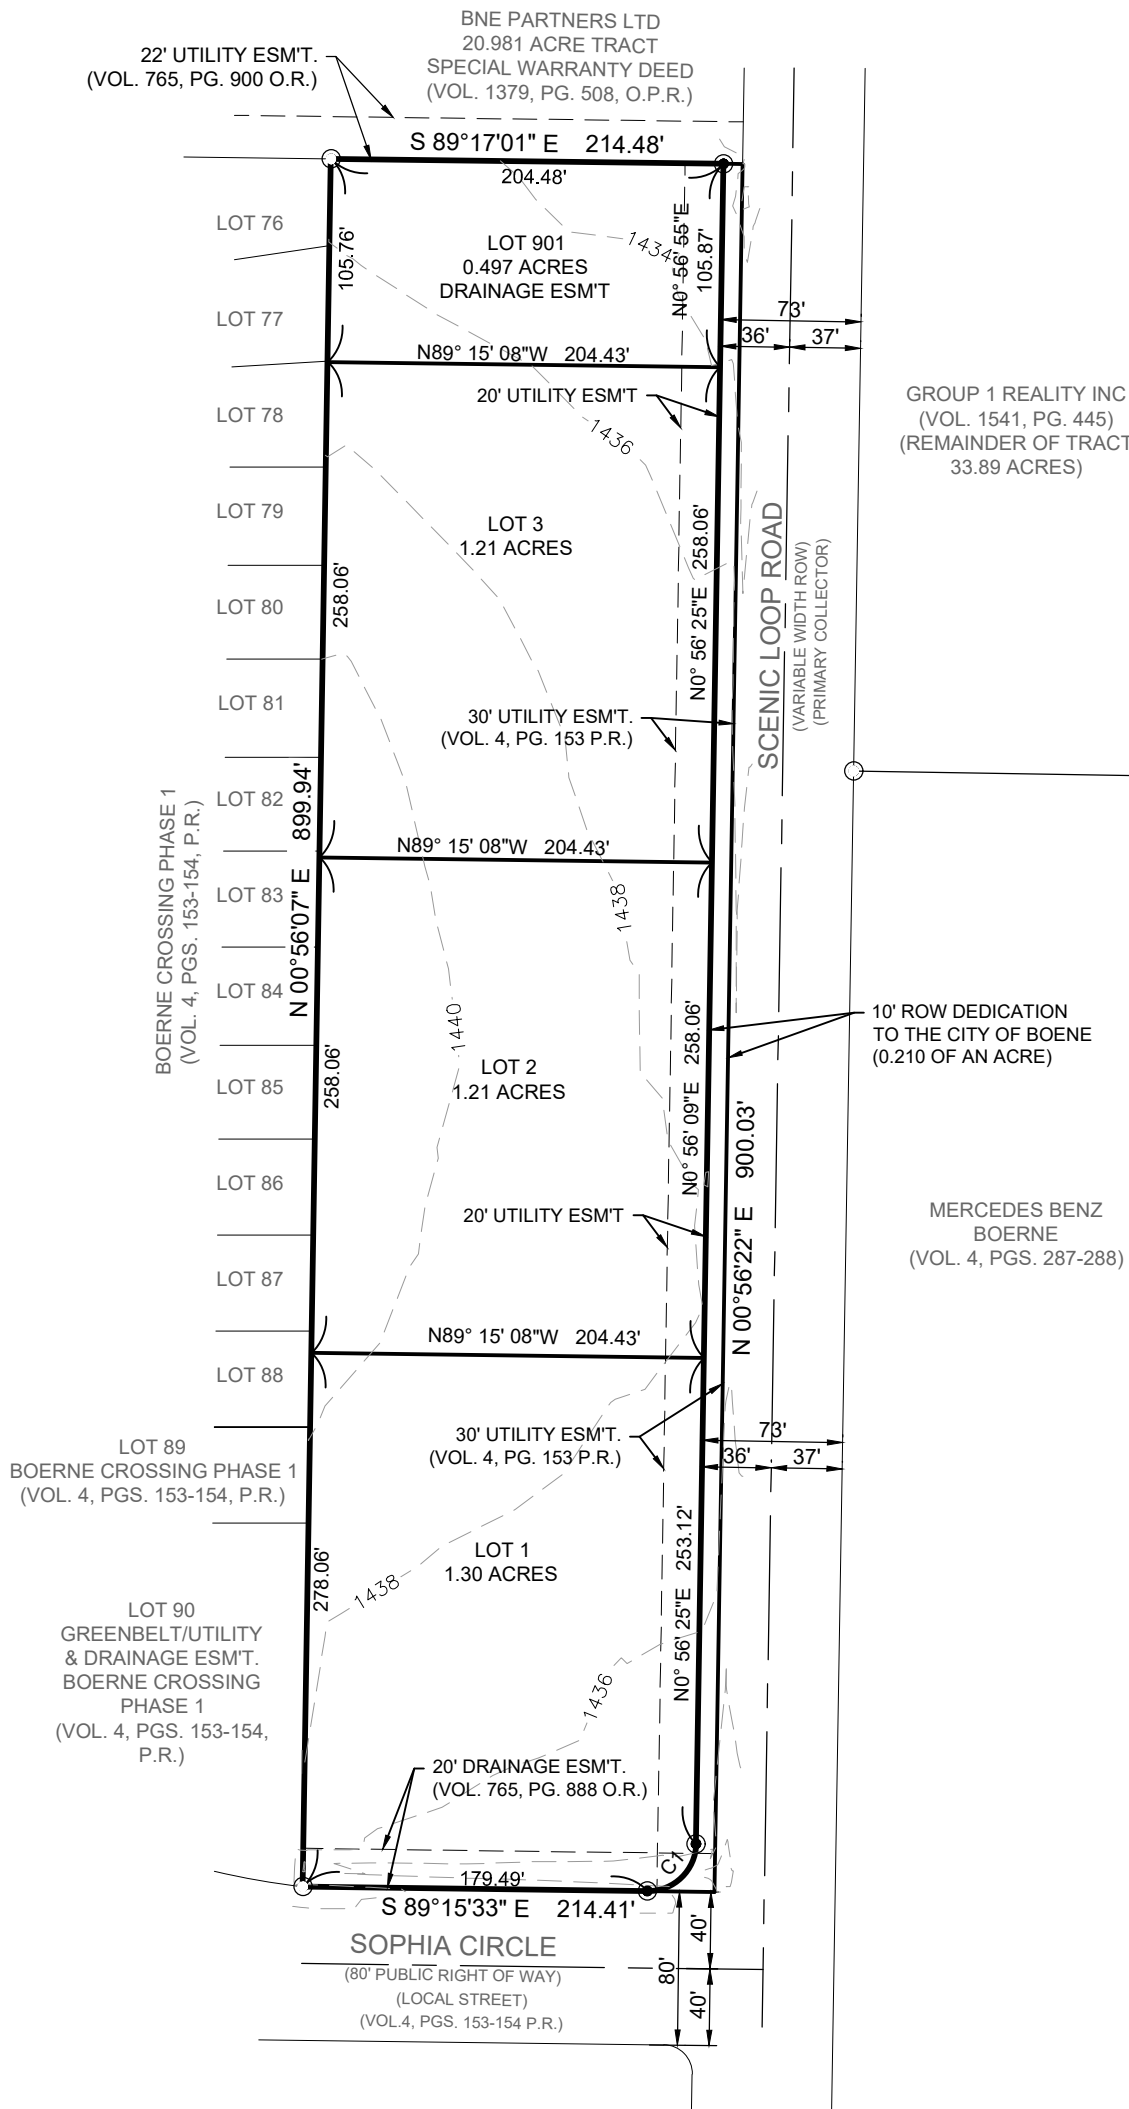 BNE PARTNERS LTD
20.981 ACRE TRACT
SPECIAL WARRANTY DEED
(VOL. 1379, PG. 508, O.P.R.)
22' UTILITY ESM'T.
(VOL. 765, PG. 900 O.R.)
S 89°17'01" E 214.48'
204.48'
LOT 76
LOT 77
LOT 78
LOT 79
LOT 80
LOT 81
LOT 82
LOT 83
LOT 84
LOT 85
LOT 86
LOT 87
LOT 88
LOT 89
BOERNE CROSSING PHASE 1
(VOL. 4, PGS. 153-154, P.R.)
LOT 90
GREENBELT/UTILITY
& DRAINAGE ESM'T.
BOERNE CROSSING
PHASE 1
(VOL. 4, PGS. 153-154,
P.R.)
BOERNE CROSSING PHASE 1
(VOL. 4, PGS. 153-154, P.R.)
N 00°56'07" E 899.94'
105.76'
LOT 901
0.497 ACRES
DRAINAGE ESM'T
1434
N0° 56' 55"E
105.87'
73'
36' 37'
N89° 15' 08"W 204.43'
20' UTILITY ESM'T
1436
LOT 3
1.21 ACRES
258.06'
N0° 56' 25"E 258.06'
30' UTILITY ESM'T.
(VOL. 4, PG. 153 P.R.)
SCENIC LOOP ROAD
(VARIABLE WIDTH ROW)
(PRIMARY COLLECTOR)
GROUP 1 REALITY INC
(VOL. 1541, PG. 445)
(REMAINDER OF TRACT
33.89 ACRES)
N89° 15' 08"W 204.43'
1438
1440
LOT 2
1.21 ACRES
258.06'
N0° 56' 09"E 258.06'
10' ROW DEDICATION
TO THE CITY OF BOENE
(0.210 OF AN ACRE)
N 00°56'22" E 900.03'
MERCEDES BENZ
BOERNE
(VOL. 4, PGS. 287-288)
20' UTILITY ESM'T
N89° 15' 08"W 204.43'
30' UTILITY ESM'T.
(VOL. 4, PG. 153 P.R.)
73'
36' 37'
LOT 1
1.30 ACRES
278.06'
N0° 56' 25"E 253.12'
1438
1436
20' DRAINAGE ESM'T.
(VOL. 765, PG. 888 O.R.)
C1
179.49'
S 89°15'33" E 214.41'
SOPHIA CIRCLE
(80' PUBLIC RIGHT OF WAY)
(LOCAL STREET)
(VOL.4, PGS. 153-154 P.R.)
80'
40'
40'